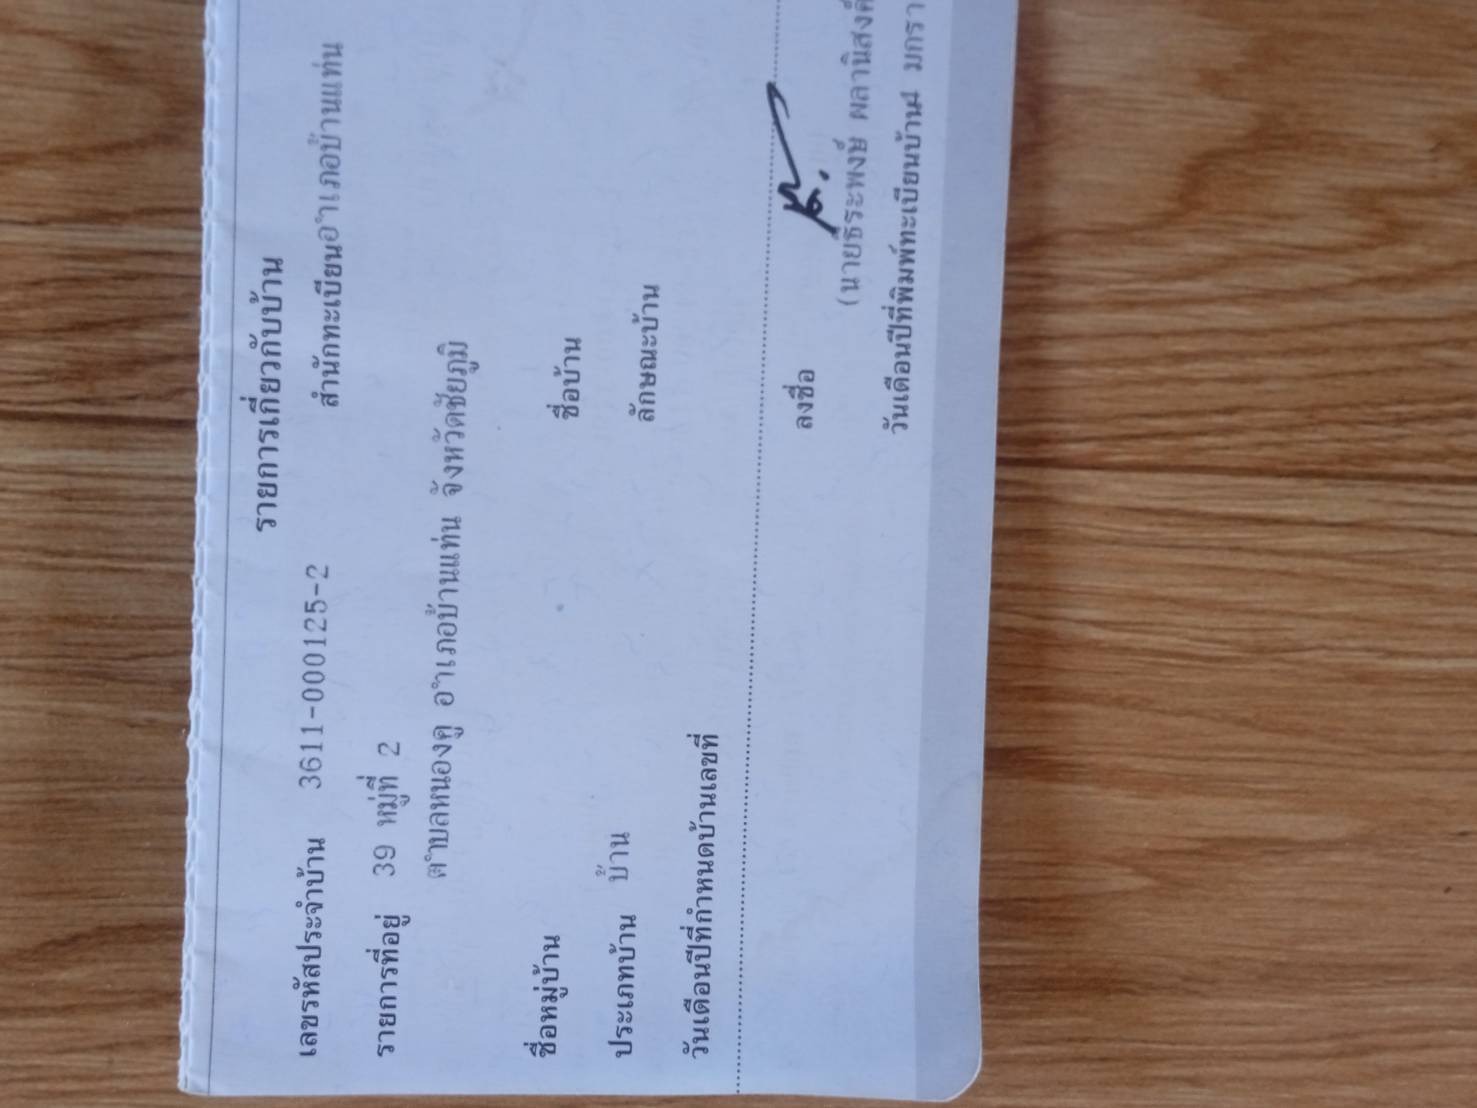 รายการเกี่ยวกับบ้าน
เลขรหัสประจำบ้าน 3611-000125-2 สำนักทะเบียน อำเภอบ้านแท่น
รายการที่อยู่ 39 หมู่ที่ 2
ตำบลหนองคู อำเภอบ้านแท่น จังหวัดชัยภูมิ
ชื่อหมู่บ้าน ชื่อบ้าน
ประเภทบ้าน บ้าน ลักษณะบ้าน
วันเดือนปีที่กำหนดบ้านเลขที่
ลงชื่อ
(นายธีระพงษ์
วันเดือนปีที่พิมพ์ทะเบียนบ้าน